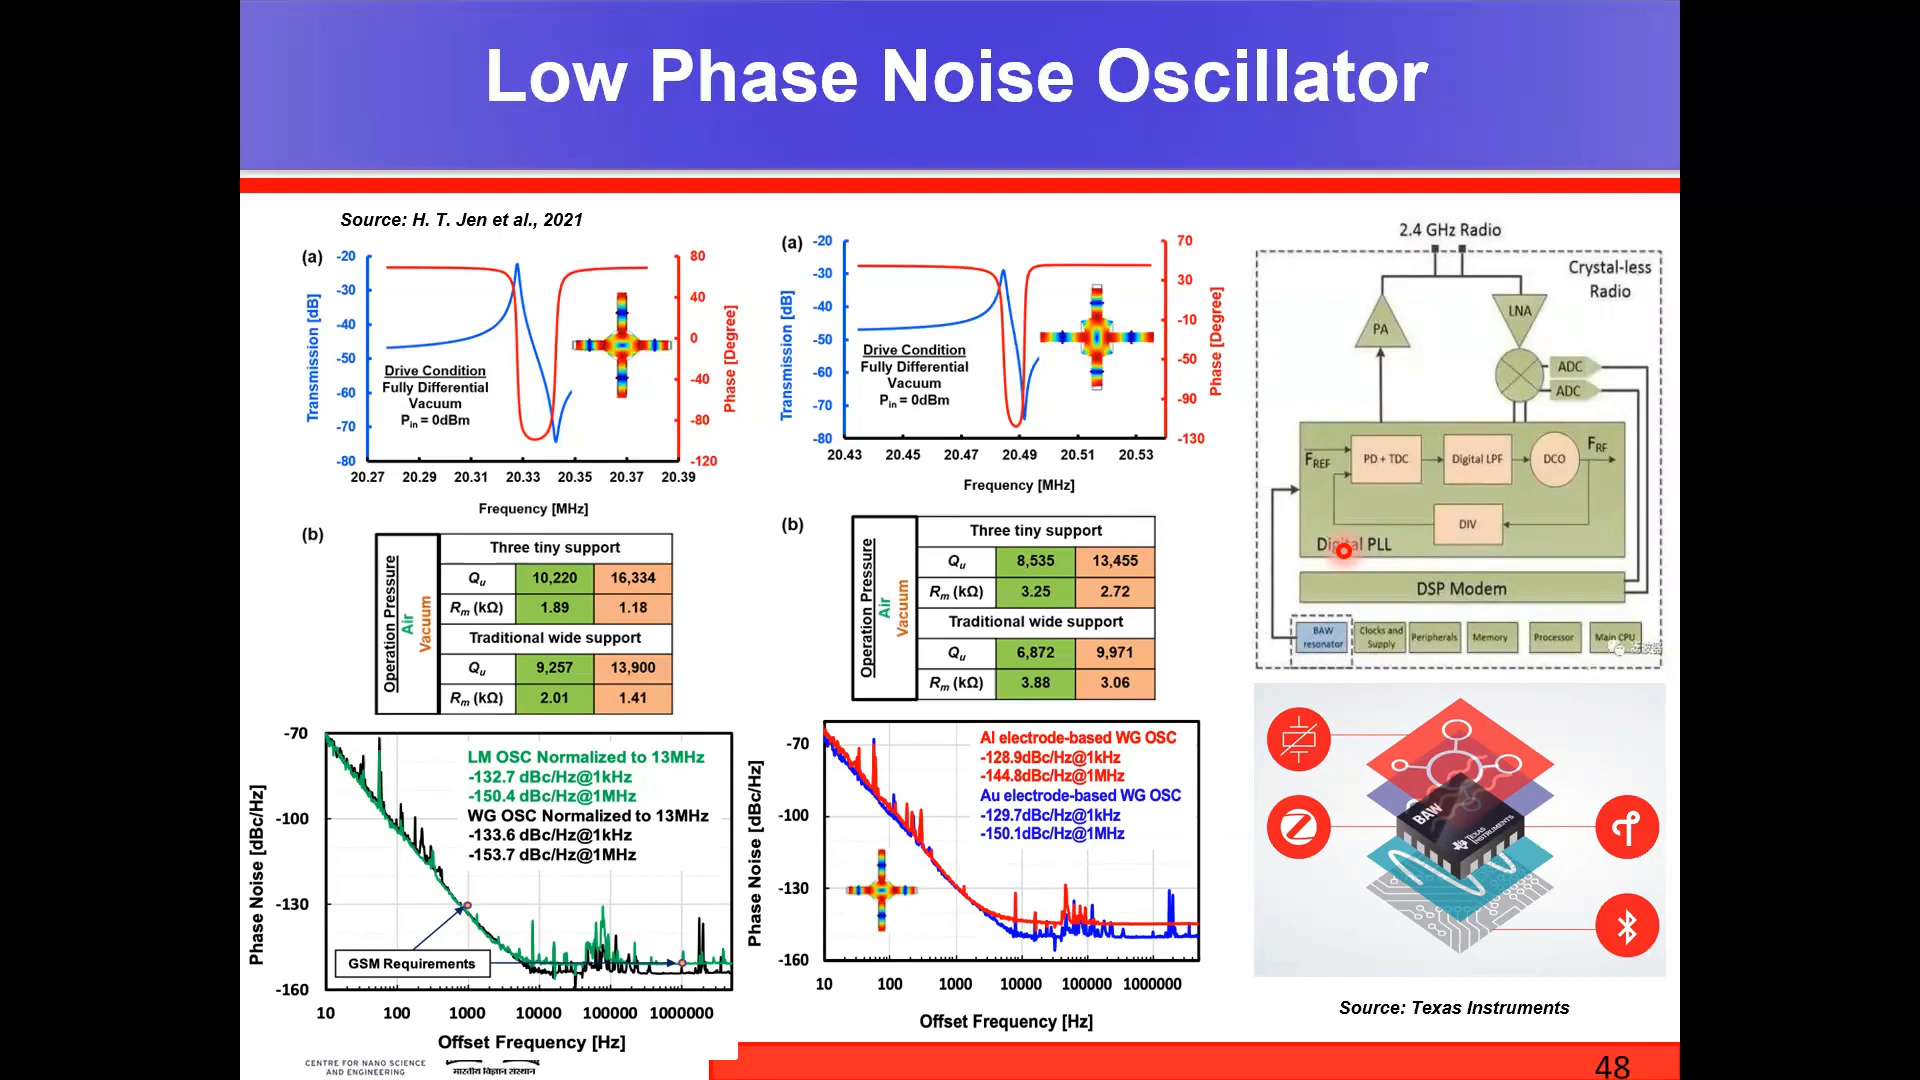 Low Phase Noise Oscillator
Source: H. T. Jen et al., 2021
(a)
-20
-30
-40
-50
-60
-70
-80
Transmission [dB]
80
40
0
-40
-80
-120
Phase [Degree]
Drive Condition
Fully Differential
Vacuum
Pin = 0dBm
20.27 20.29 20.31 20.33 20.35 20.37 20.39
Frequency [MHz]
(b)
Operation Pressure
Air
Vacuum
Three tiny support
Qu 10,220 16,334
Rm (kΩ) 1.89 1.18
Traditional wide support
Qu 9,257 13,900
Rm (kΩ) 2.01 1.41
-70
-100
-130
-160
Phase Noise [dBc/Hz]
LM OSC Normalized to 13MHz
-132.7 dBc/Hz@1kHz
-150.4 dBc/Hz@1MHz
WG OSC Normalized to 13MHz
-133.6 dBc/Hz@1kHz
-153.7 dBc/Hz@1MHz
GSM Requirements
10 100 1000 10000 100000 1000000
Offset Frequency [Hz]
(a)
-20
-30
-40
-50
-60
-70
-80
Transmission [dB]
70
30
-10
-50
-90
-130
Phase [Degree]
Drive Condition
Fully Differential
Vacuum
Pin = 0dBm
20.43 20.45 20.47 20.49 20.51 20.53
Frequency [MHz]
(b)
Operation Pressure
Air
Vacuum
Three tiny support
Qu 8,535 13,455
Rm (kΩ) 3.25 2.72
Traditional wide support
Qu 6,872 9,971
Rm (kΩ) 3.88 3.06
-70
-100
-130
-160
Phase Noise [dBc/Hz]
Al electrode-based WG OSC
-128.9dBc/Hz@1kHz
-144.8dBc/Hz@1MHz
Au electrode-based WG OSC
-129.7dBc/Hz@1kHz
-150.1dBc/Hz@1MHz
10 100 1000 10000 100000 1000000
Offset Frequency [Hz]
2.4 GHz Radio
Crystal-less
Radio
PA
LNA
ADC
ADC
FREF
PD + TDC
Digital LPF
DCO
FRF
DIV
Digital PLL
DSP Modem
BAW
resonator
Clocks and
Supply
Peripherals
Memory
Processor
Main CPU
BAW
TEXAS
INSTRUMENTS
Source: Texas Instruments
CENTRE FOR NANO SCIENCE
AND ENGINEERING
भारतीय विज्ञान संस्थान
48